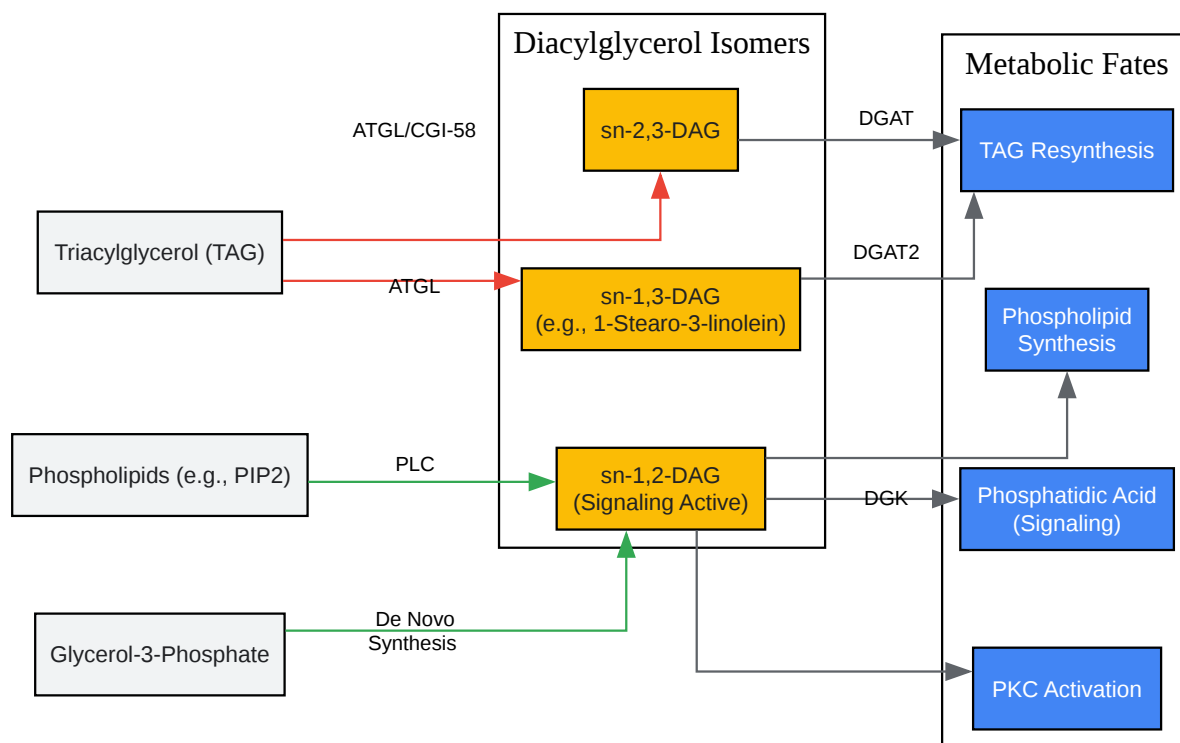 Diacylglycerol Isomers
Metabolic Fates
ATGL/CGI-58
sn-2,3-DAG
DGAT
TAG Resynthesis
Triacylglycerol (TAG)
ATGL
sn-1,3-DAG
(e.g., 1-Stearo-3-linolein)
DGAT2
Phospholipid
Synthesis
Phospholipids (e.g., PIP2)
PLC
sn-1,2-DAG
(Signaling Active)
DGK
Phosphatidic Acid
(Signaling)
Glycerol-3-Phosphate
De Novo
Synthesis
PKC Activation